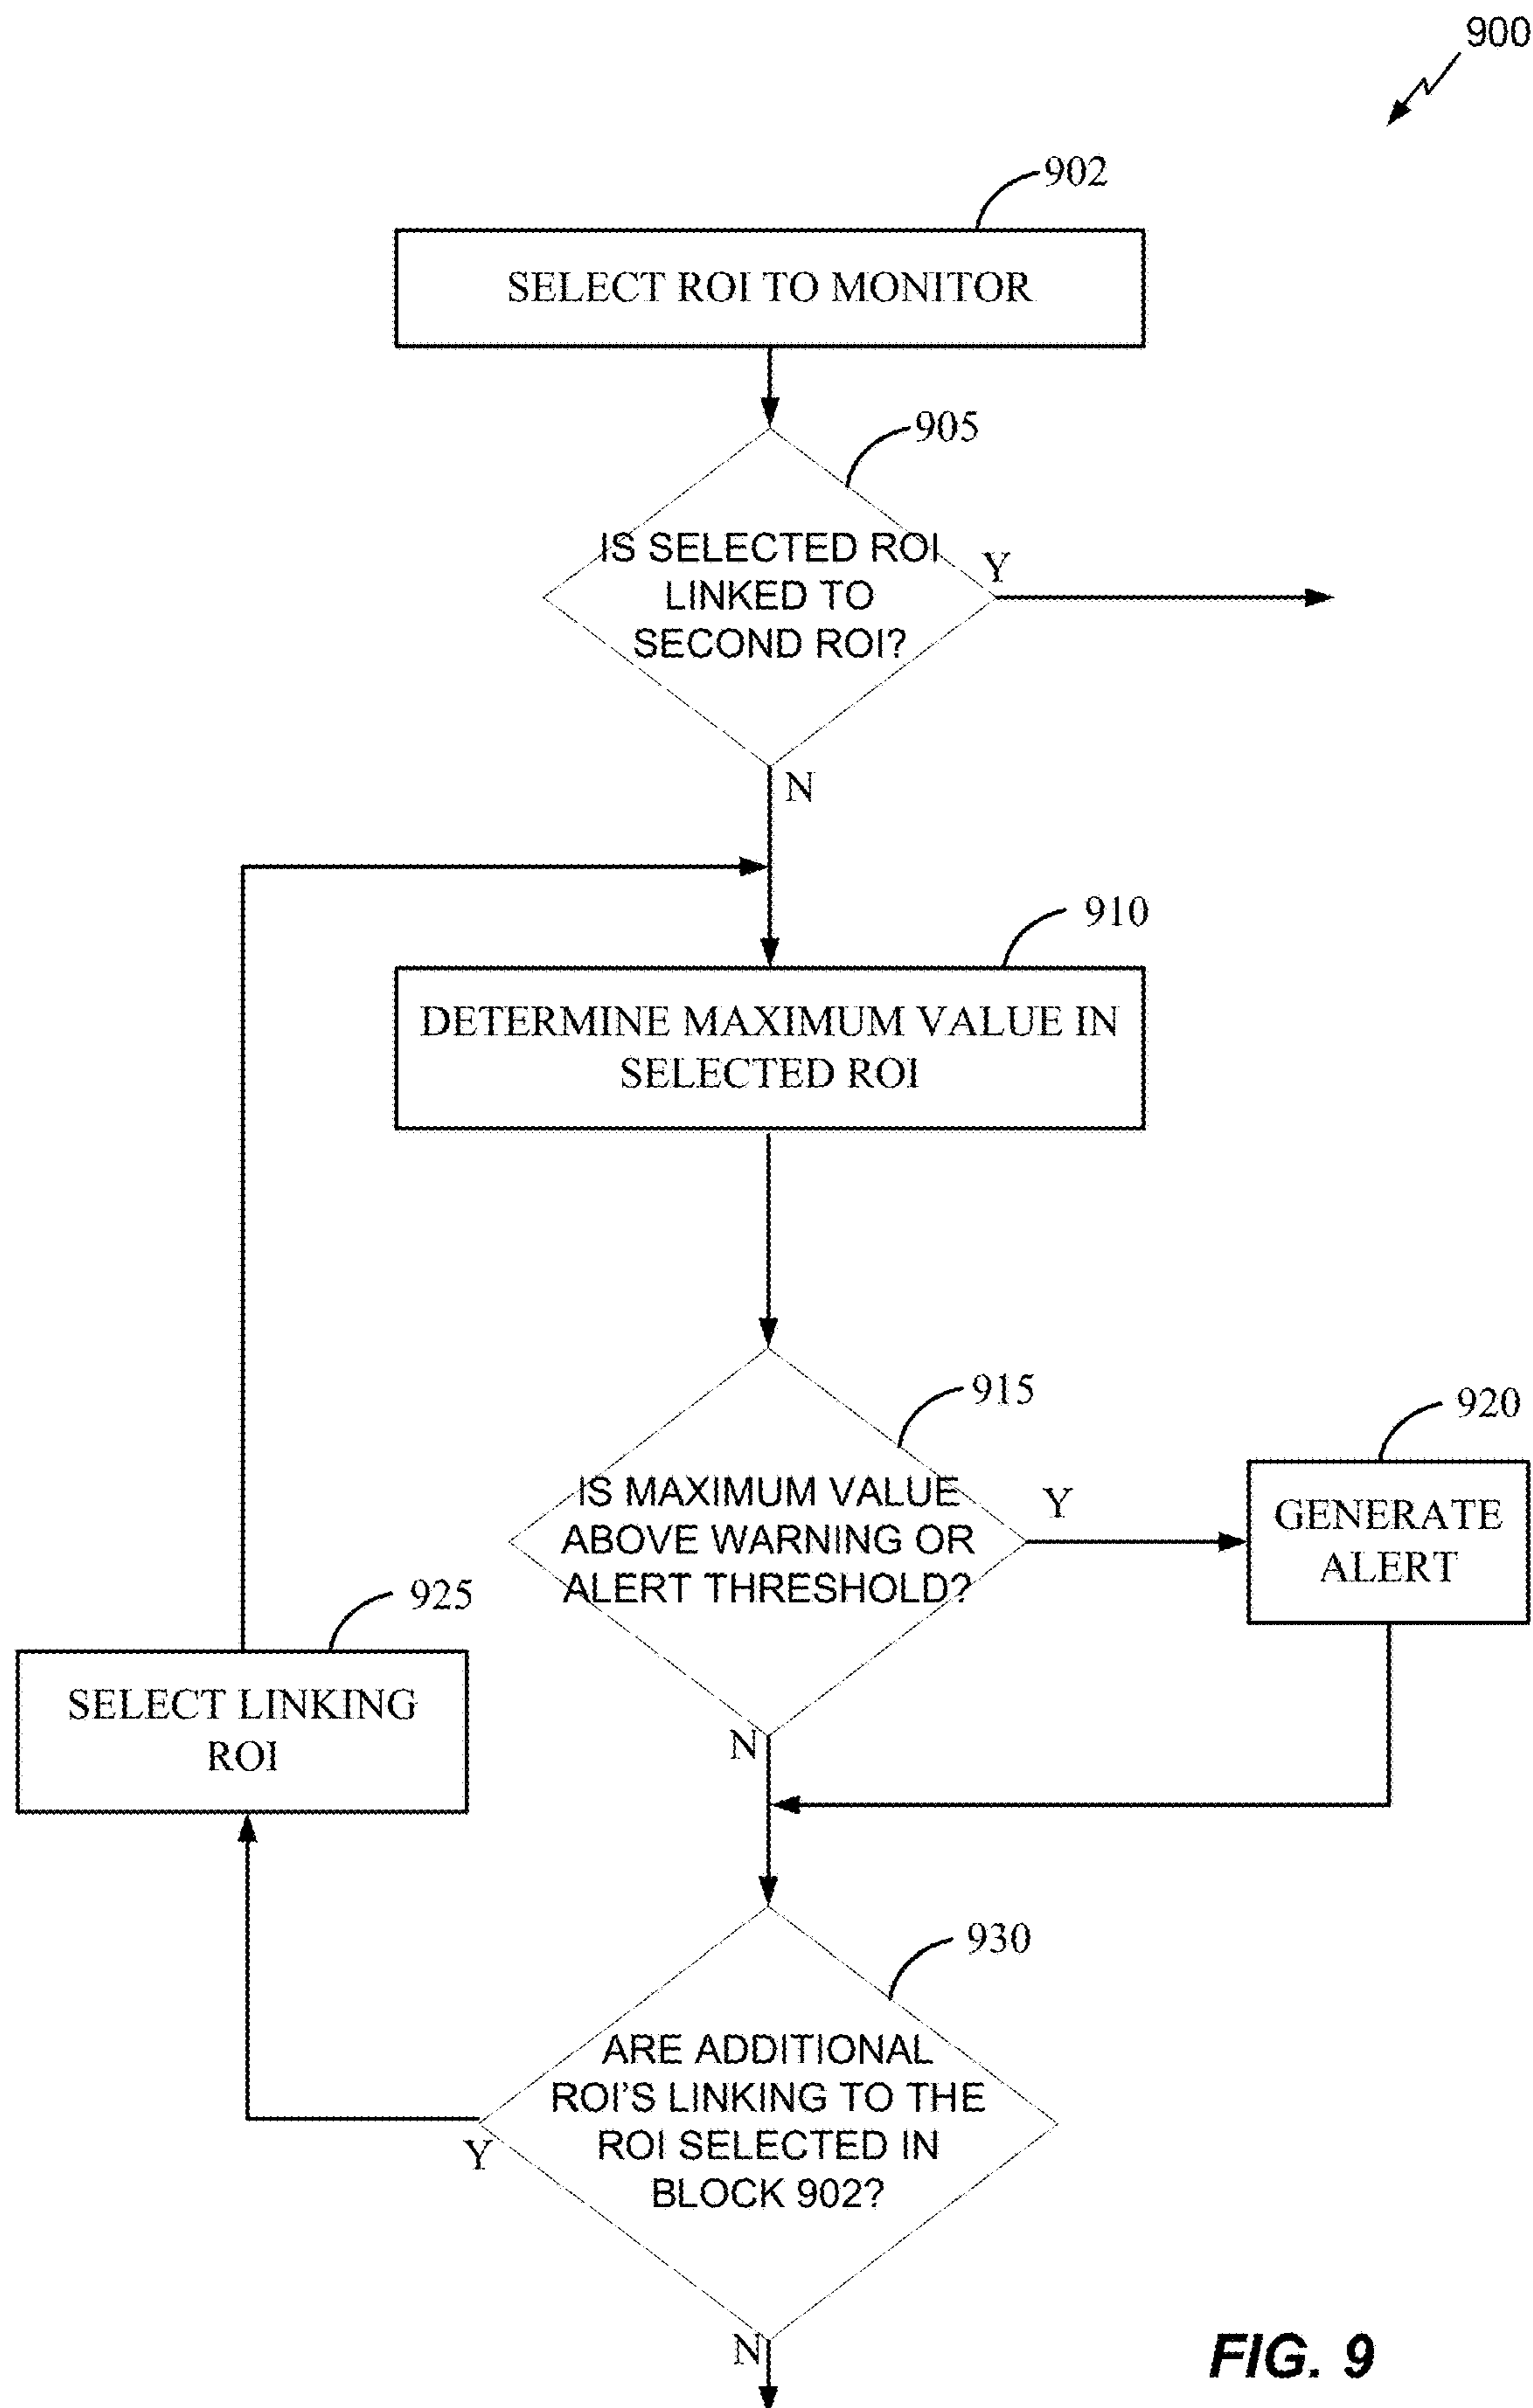 900
902
SELECT ROI TO MONITOR
905
IS SELECTED ROI
LINKED TO
SECOND ROI?
Y
N
910
DETERMINE MAXIMUM VALUE IN
SELECTED ROI
915
IS MAXIMUM VALUE
ABOVE WARNING OR
ALERT THRESHOLD?
Y
920
GENERATE
ALERT
925
SELECT LINKING
ROI
N
930
ARE ADDITIONAL
ROI'S LINKING TO THE
ROI SELECTED IN
BLOCK 902?
Y
N
FIG. 9